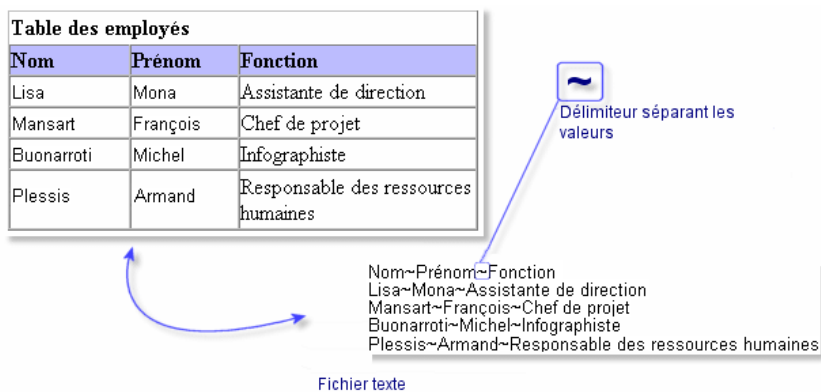 Table des employés
Nom Prénom Fonction
Lisa Mona Assistante de direction
Mansart François Chef de projet
Buonarroti Michel Infographiste
Plessis Armand Responsable des ressources
humaines
~
Délimiteur séparant les
valeurs
Nom~Prénom~Fonction
Lisa~Mona~Assistante de direction
Mansart~François~Chef de projet
Buonarroti~Michel~Infographiste
Plessis~Armand~Responsable des ressources humaines
Fichier texte